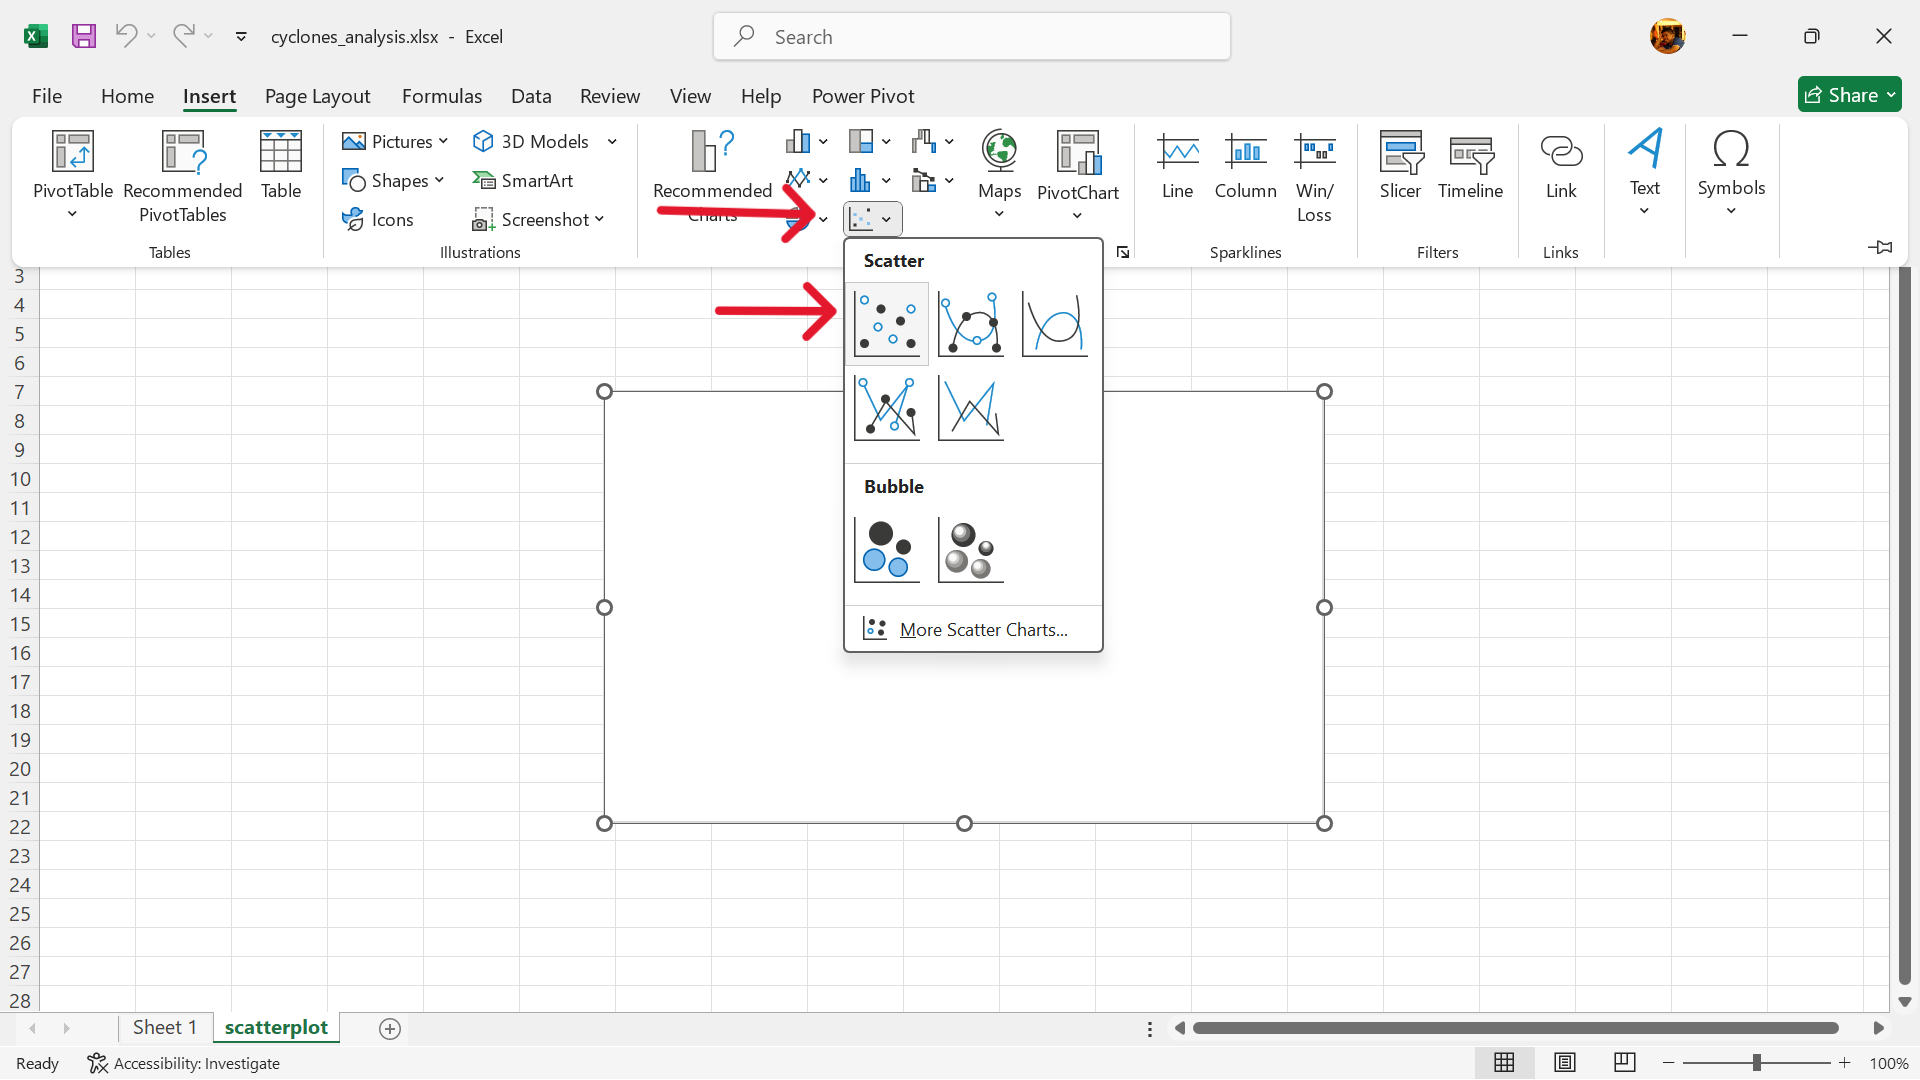 cyclones_analysis.xlsx - Excel
Search
File Home Insert Page Layout Formulas Data Review View Help Power Pivot
Share
PivotTable
Recommended
PivotTables
Table
Tables
Pictures
Shapes
Icons
3D Models
SmartArt
Screenshot
Illustrations
Recommended
Charts
Maps
PivotChart
Line
Column
Win/
Loss
Sparklines
Slicer
Timeline
Filters
Link
Links
Text
Symbols
Scatter
Bubble
More Scatter Charts...
3
4
5
6
7
8
9
10
11
12
13
14
15
16
17
18
19
20
21
22
23
24
25
26
27
28
Sheet 1 scatterplot
Ready Accessibility: Investigate
100%